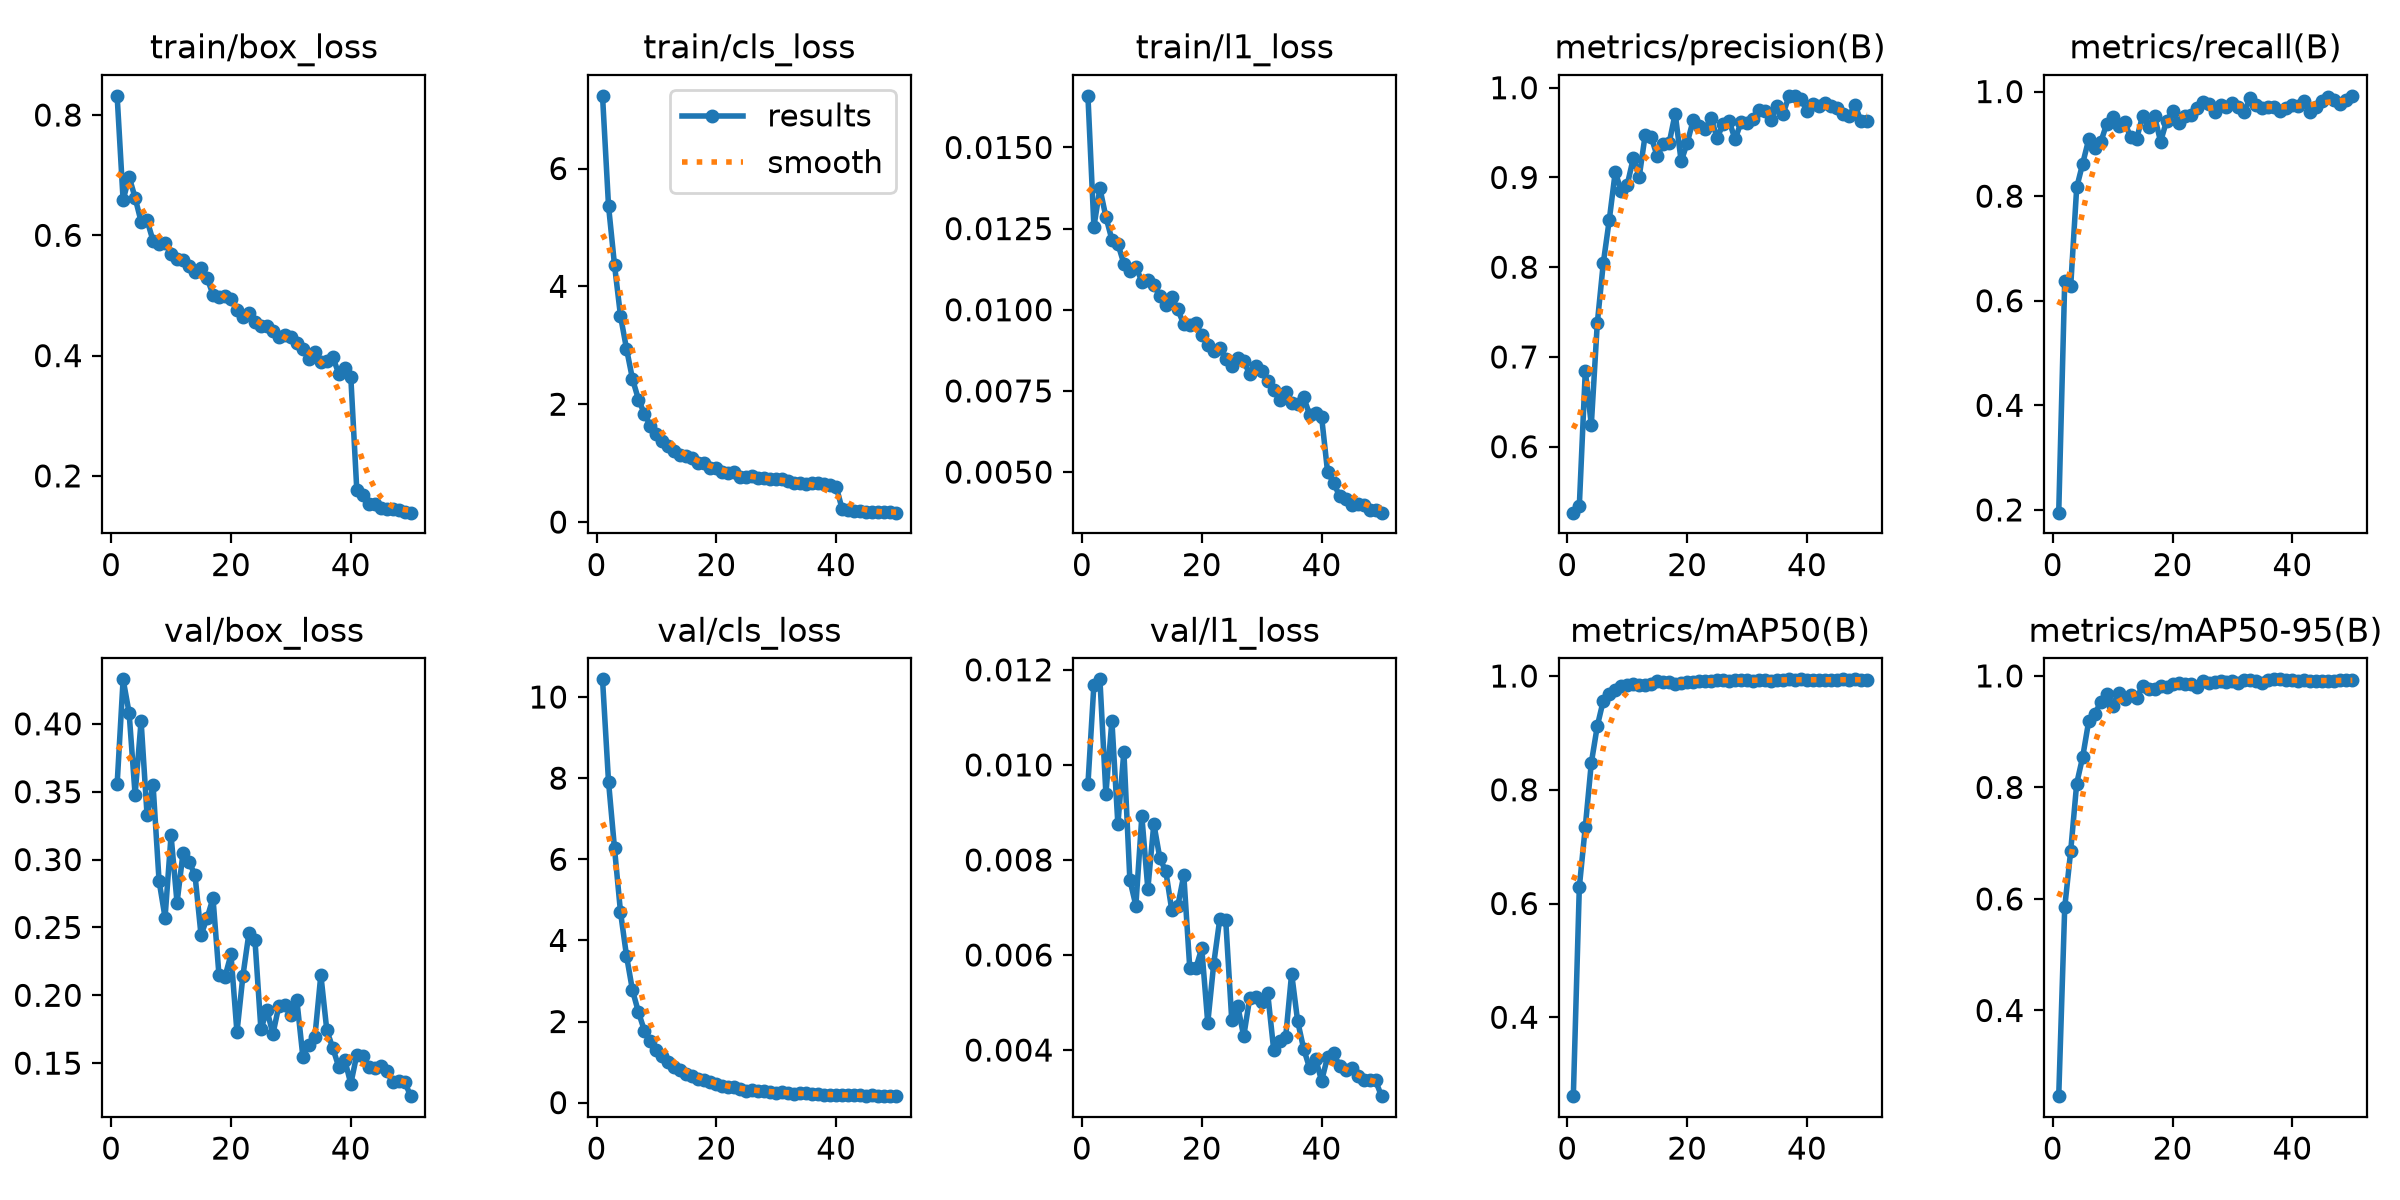 train/box_loss
0.8
0.6
0.4
0.2
0 20 40
train/cls_loss
results
smooth
6
4
2
0
0 20 40
train/l1_loss
0.0150
0.0125
0.0100
0.0075
0.0050
0 20 40
metrics/precision(B)
1.0
0.9
0.8
0.7
0.6
0 20 40
metrics/recall(B)
1.0
0.8
0.6
0.4
0.2
0 20 40
val/box_loss
0.40
0.35
0.30
0.25
0.20
0.15
0 20 40
val/cls_loss
10
8
6
4
2
0
0 20 40
val/l1_loss
0.012
0.010
0.008
0.006
0.004
0 20 40
metrics/mAP50(B)
1.0
0.8
0.6
0.4
0 20 40
metrics/mAP50-95(B)
1.0
0.8
0.6
0.4
0 20 40